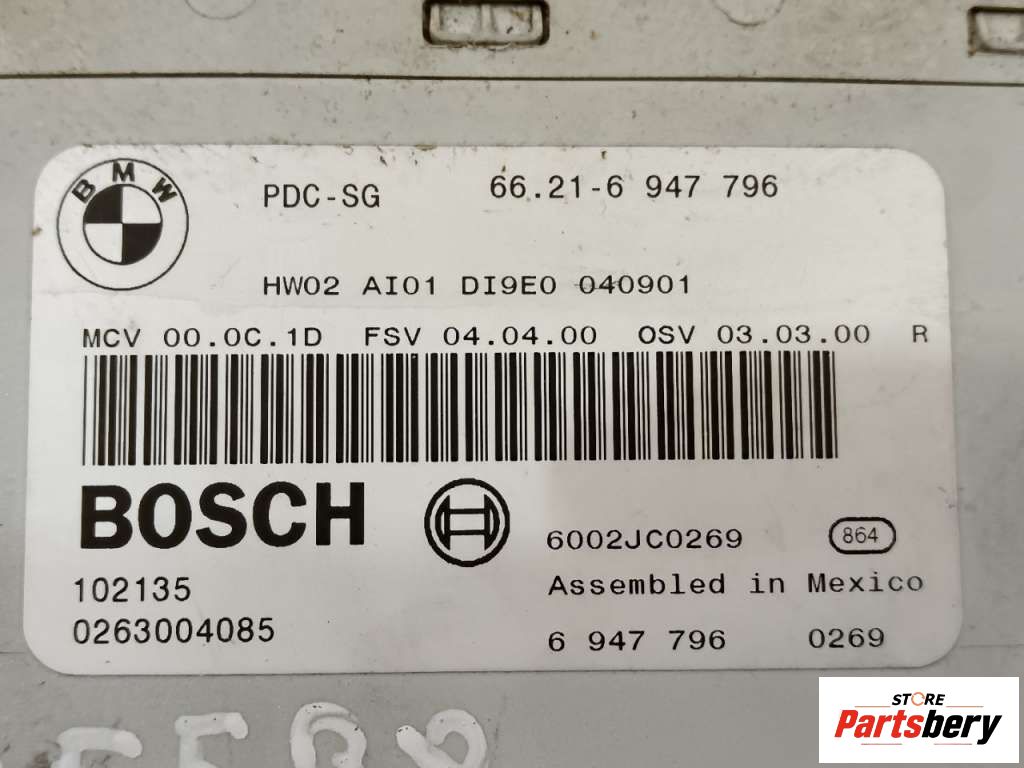 BMW
PDC-SG 66.21-6 947 796
HW02 AI01 DI9E0 040901
MCV 00.0C.1D FSV 04.04.00 OSV 03.03.00 R
BOSCH
6002JC0269 864
102135 Assembled in Mexico
0263004085 6 947 796 0269
STORE
Partsbery